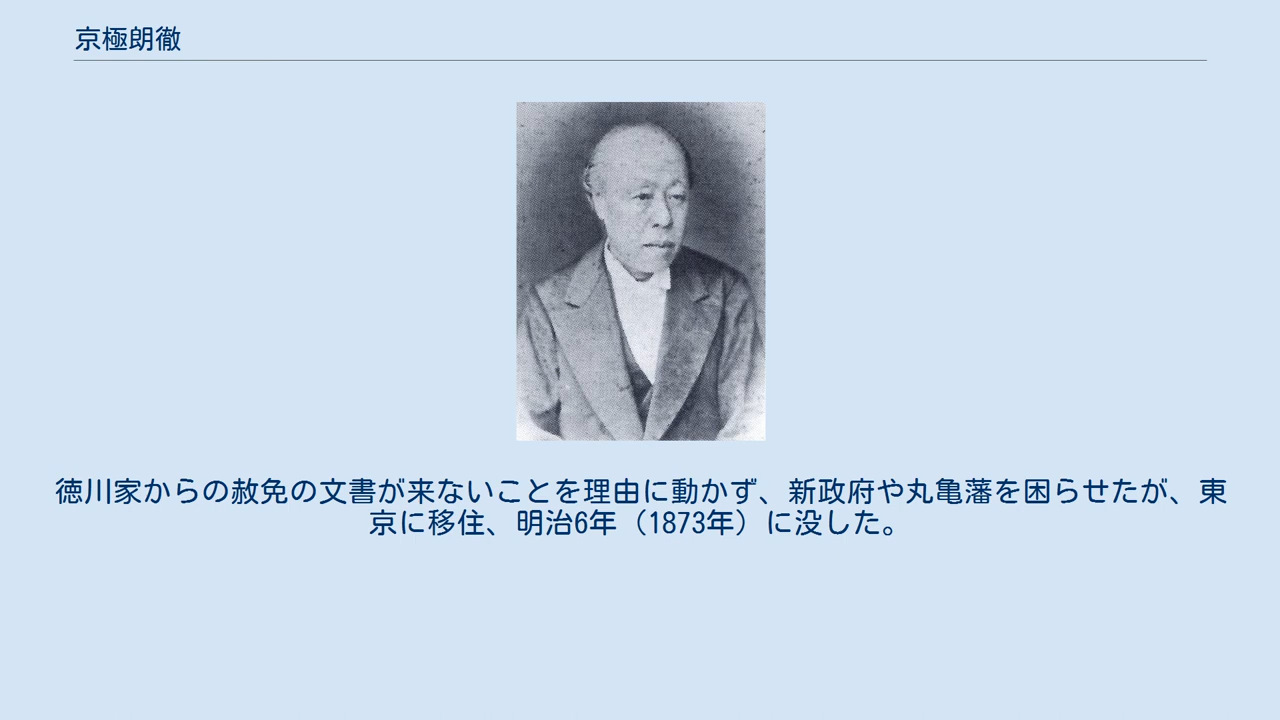 京極朗徹
徳川家からの赦免の文書が来ないことを理由に動かず、新政府や丸亀藩を困らせたが、東
京に移住、明治6年（1873年）に没した。